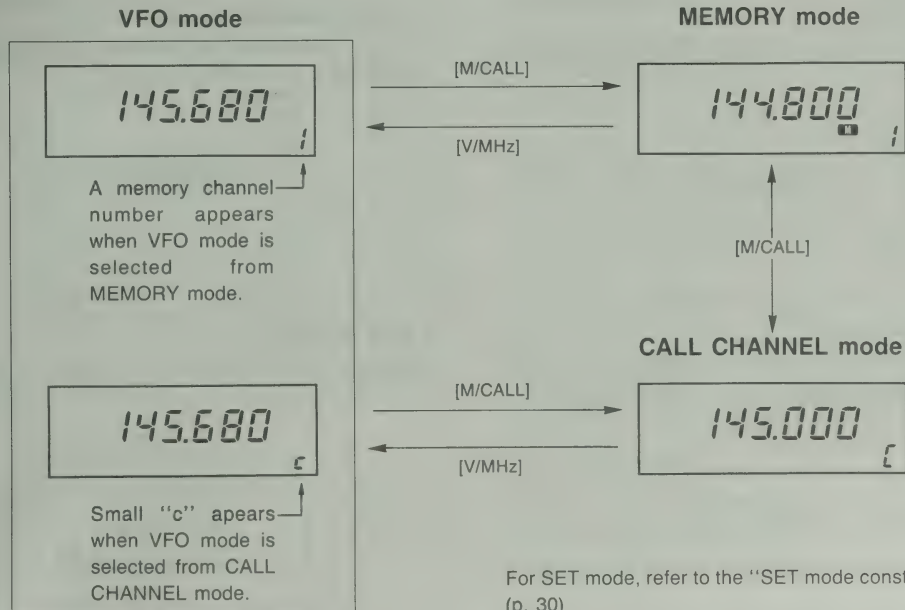 VFO mode
145.680
1
A memory channel
number appears
when VFO mode is
selected from
MEMORY mode.
145.680
c
Small "c" apears
when VFO mode is
selected from CALL
CHANNEL mode.
[M/CALL]
[V/MHz]
[M/CALL]
[V/MHz]
MEMORY mode
144.800
M
1
[M/CALL]
CALL CHANNEL mode
145.000
C
For SET mode, refer to the "SET mode const
(p. 30)